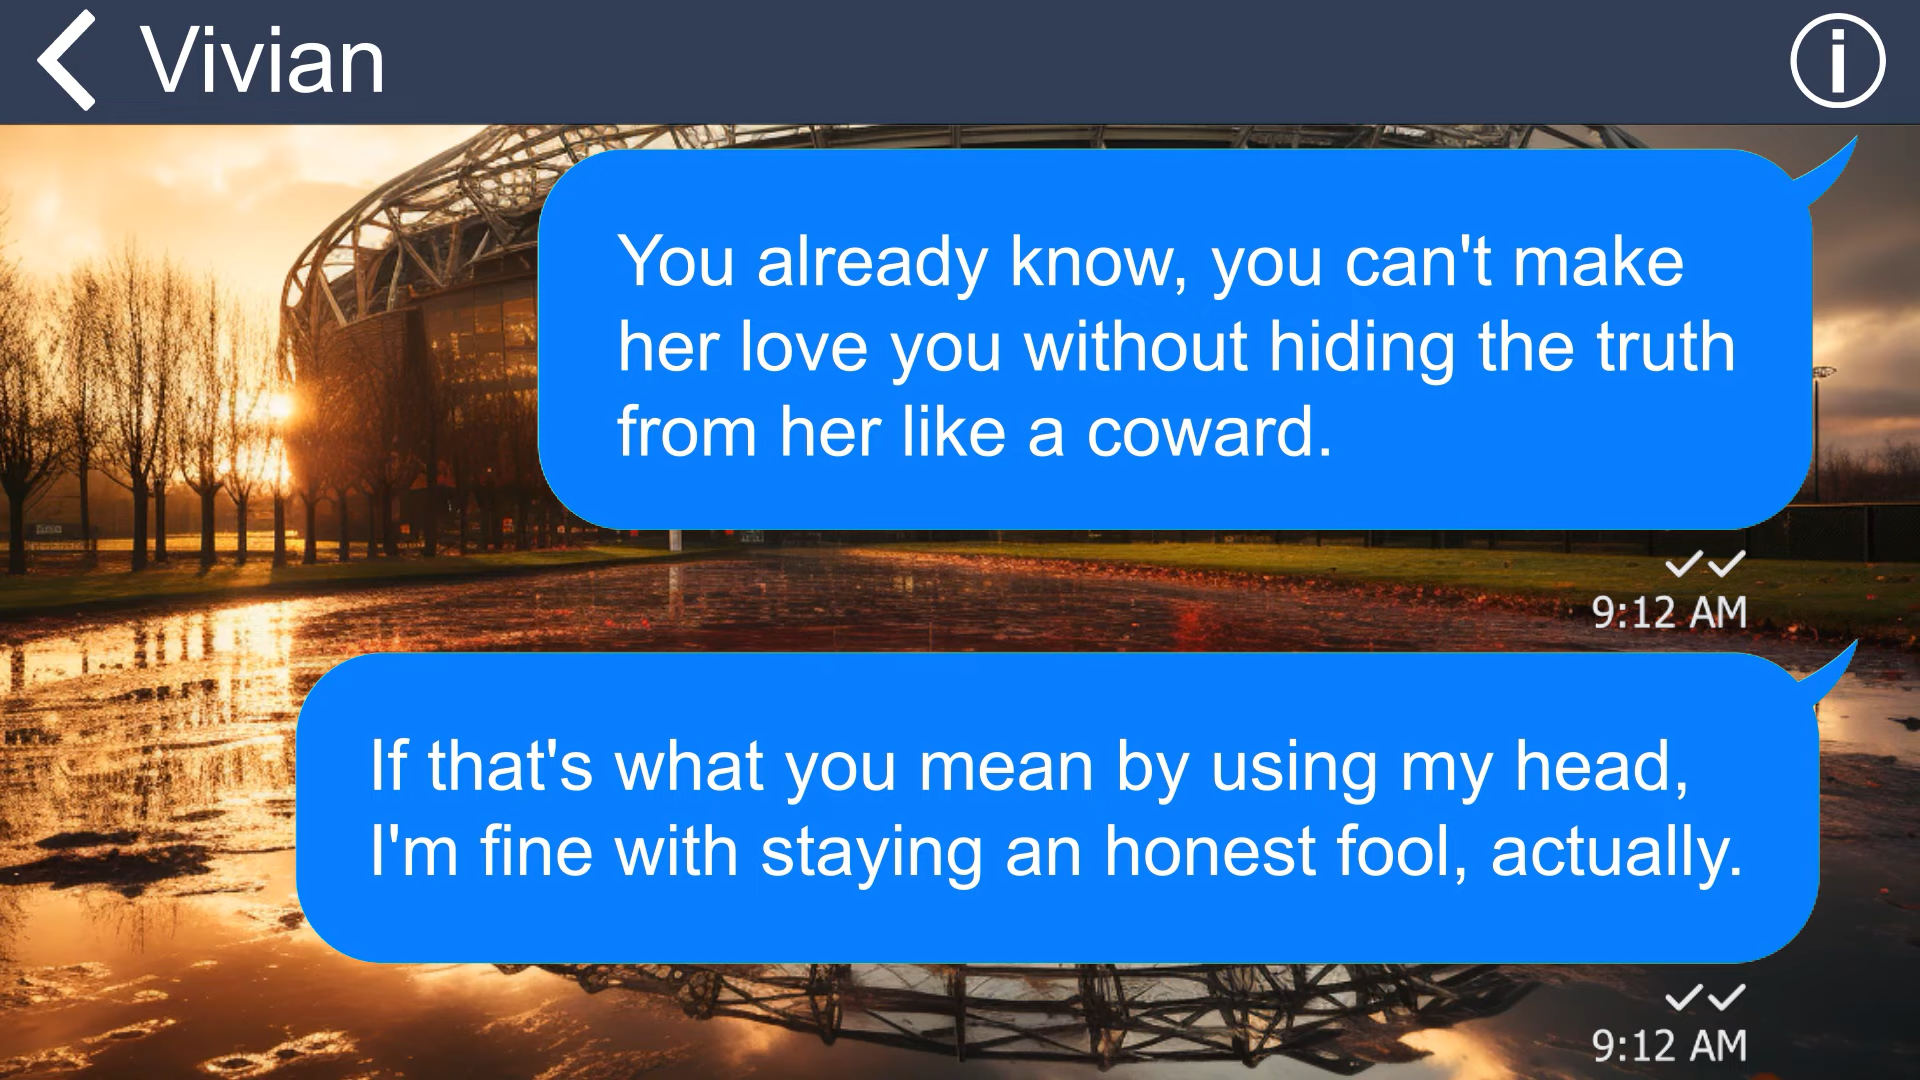 Vivian
You already know, you can't make
her love you without hiding the truth
from her like a coward.
9:12 AM
If that's what you mean by using my head,
I'm fine with staying an honest fool, actually.
9:12 AM